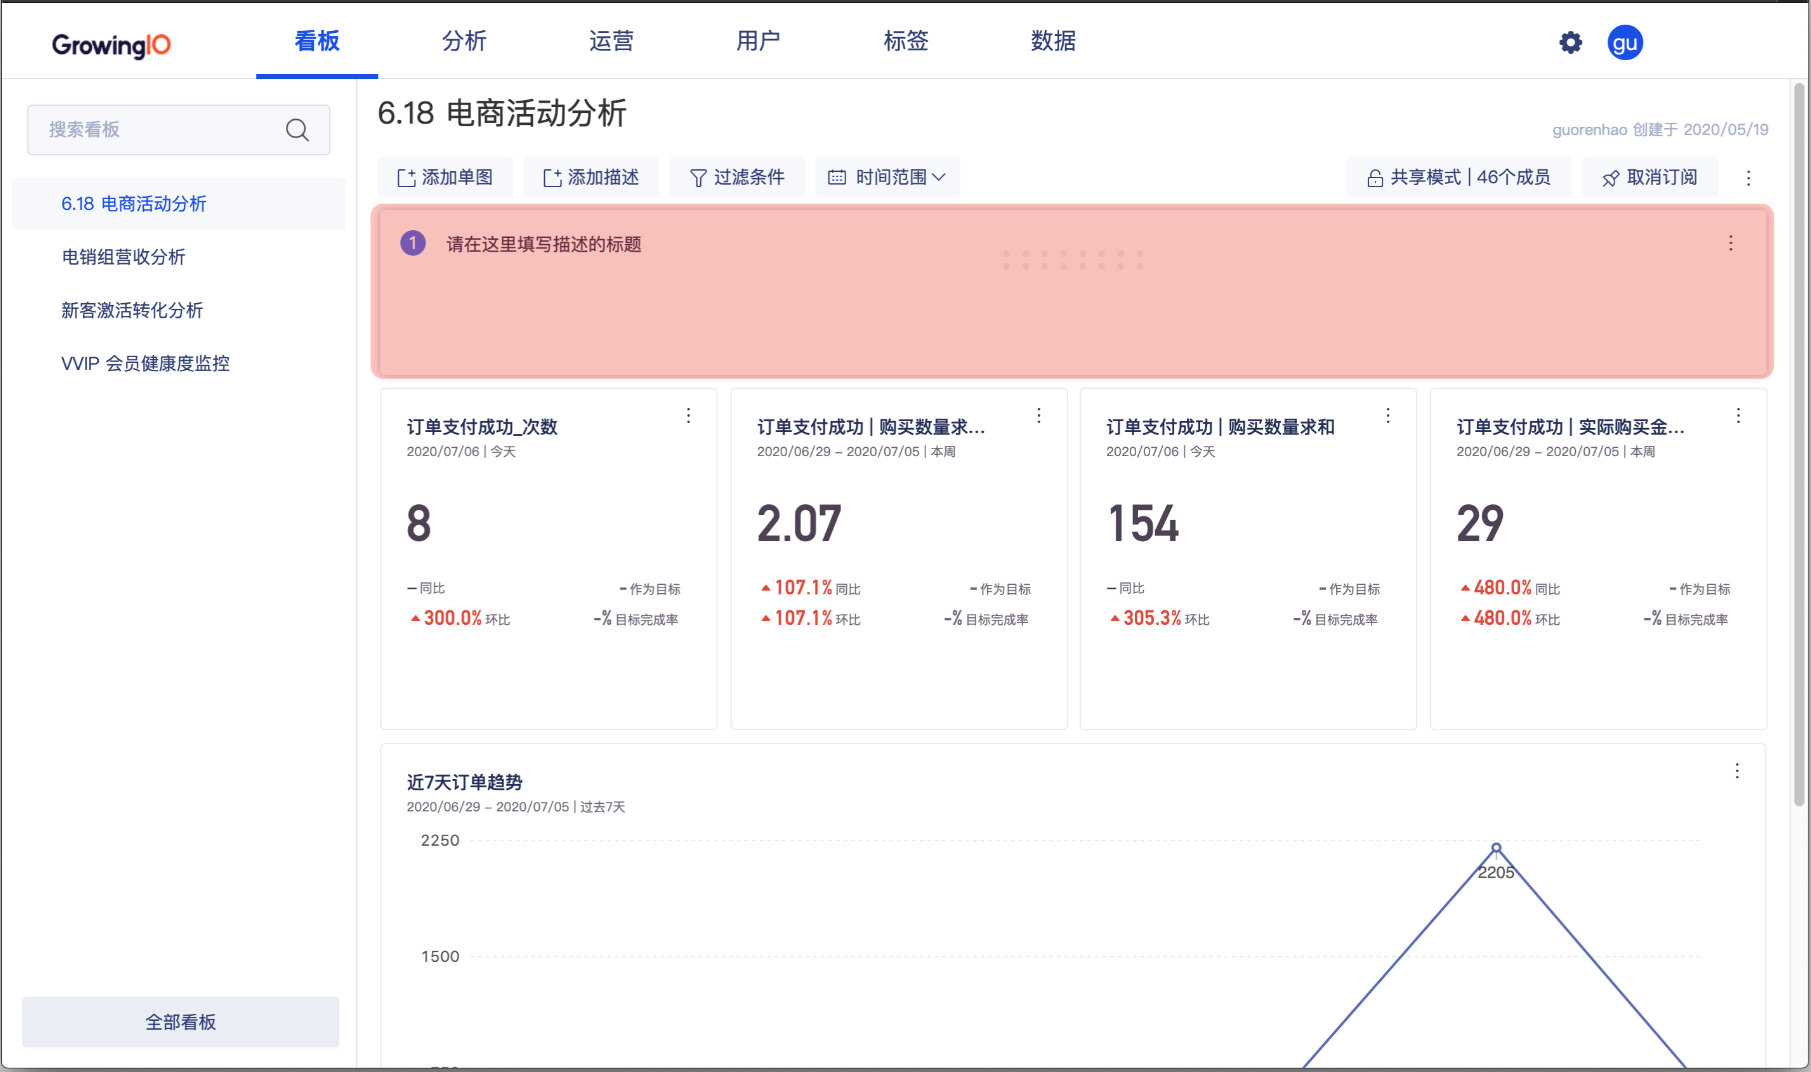 GrowingIO
看板
分析
运营
用户
标签
数据
gu
搜索看板
6.18 电商活动分析
电销组营收分析
新客激活转化分析
VVIP 会员健康度监控
全部看板
6.18 电商活动分析
guorenhao 创建于 2020/05/19
添加单图
添加描述
过滤条件
时间范围
共享模式 | 46个成员
取消订阅
1 请在这里填写描述的标题
订单支付成功_次数
2020/07/06 | 今天
8
–同比
-作为目标
300.0% 环比
-% 目标完成率
订单支付成功 | 购买数量求...
2020/06/29 – 2020/07/05 | 本周
2.07
107.1% 同比
-作为目标
107.1% 环比
-% 目标完成率
订单支付成功 | 购买数量求和
2020/07/06 | 今天
154
–同比
-作为目标
305.3% 环比
-% 目标完成率
订单支付成功 | 实际购买金...
2020/06/29 – 2020/07/05 | 本周
29
480.0% 同比
-作为目标
480.0% 环比
-% 目标完成率
近7天订单趋势
2020/06/29 – 2020/07/05 | 过去7天
2250
2205
1500